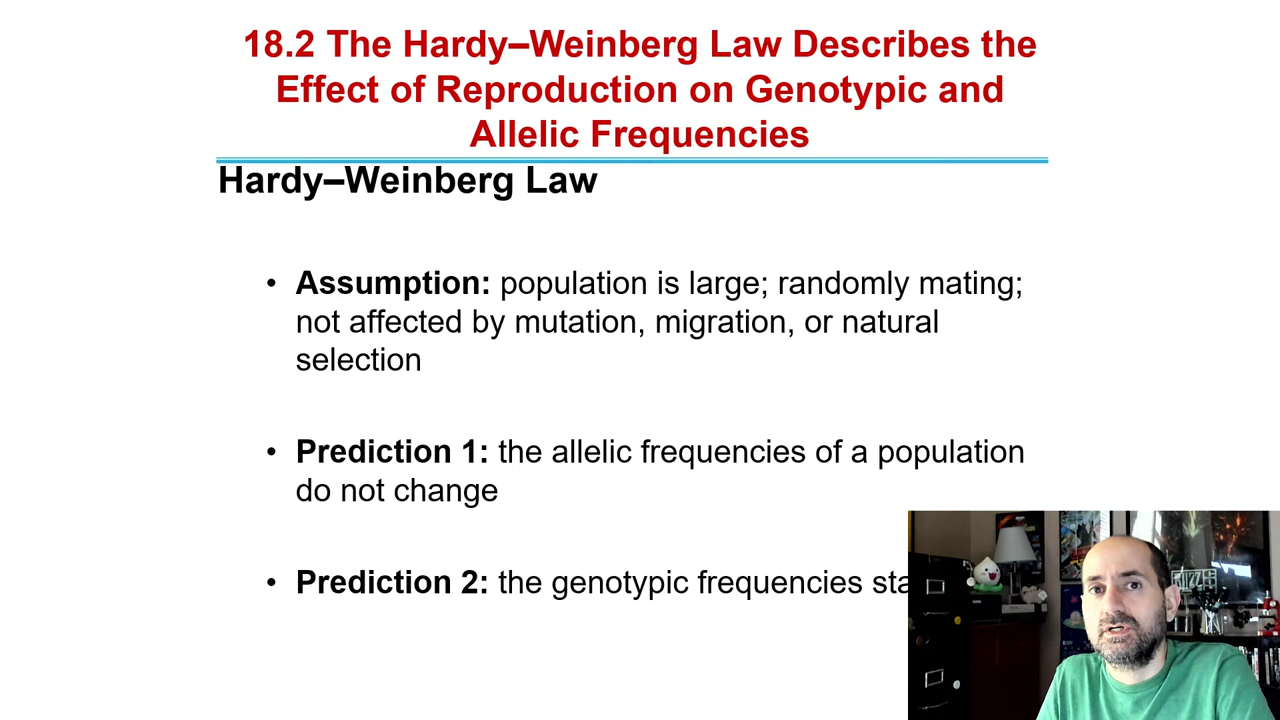 18.2 The Hardy–Weinberg Law Describes the
Effect of Reproduction on Genotypic and
Allelic Frequencies
Hardy–Weinberg Law
• Assumption: population is large; randomly mating;
not affected by mutation, migration, or natural
selection
• Prediction 1: the allelic frequencies of a population
do not change
• Prediction 2: the genotypic frequencies